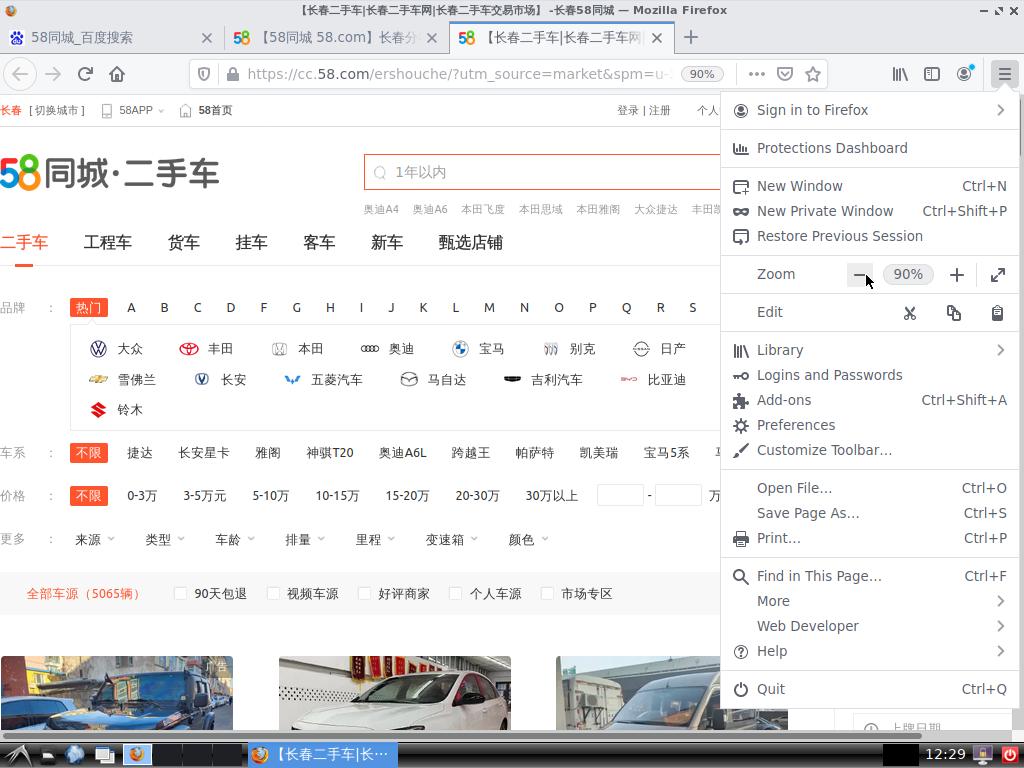 【长春二手车|长春二手车网|长春二手车交易市场】 -长春58同城 — Mozilla Firefox
58同城_百度搜索
【58同城 58.com】长春分
【长春二手车|长春二手车网
https://cc.58.com/ershouche/?utm_source=market&spm=u-
90%
长春 [ 切换城市 ] 58APP 58首页 登录 | 注册 个人
58同城·二手车
1年以内
奥迪A4 奥迪A6 本田飞度 本田思域 本田雅阁 大众捷达 丰田凯
二手车 工程车 货车 挂车 客车 新车 甄选店铺
品牌 : 热门 A B C D F G H I J K L M N O P Q R S
大众 丰田 本田 奥迪 宝马 别克 日产
雪佛兰 长安 五菱汽车 马自达 吉利汽车 比亚迪
铃木
车系 : 不限 捷达 长安星卡 雅阁 神骐T20 奥迪A6L 跨越王 帕萨特 凯美瑞 宝马5系
价格 : 不限 0-3万 3-5万元 5-10万 10-15万 15-20万 20-30万 30万以上 - 万
更多 : 来源 类型 车龄 排量 里程 变速箱 颜色
全部车源（5065辆） 90天包退 视频车源 好评商家 个人车源 市场专区
告
上牌日期
Sign in to Firefox
Protections Dashboard
New Window Ctrl+N
New Private Window Ctrl+Shift+P
Restore Previous Session
Zoom 90%
Edit
Library
Logins and Passwords
Add-ons Ctrl+Shift+A
Preferences
Customize Toolbar…
Open File… Ctrl+O
Save Page As… Ctrl+S
Print… Ctrl+P
Find in This Page… Ctrl+F
More
Web Developer
Help
Quit Ctrl+Q
【长春二手车|长…
12:29